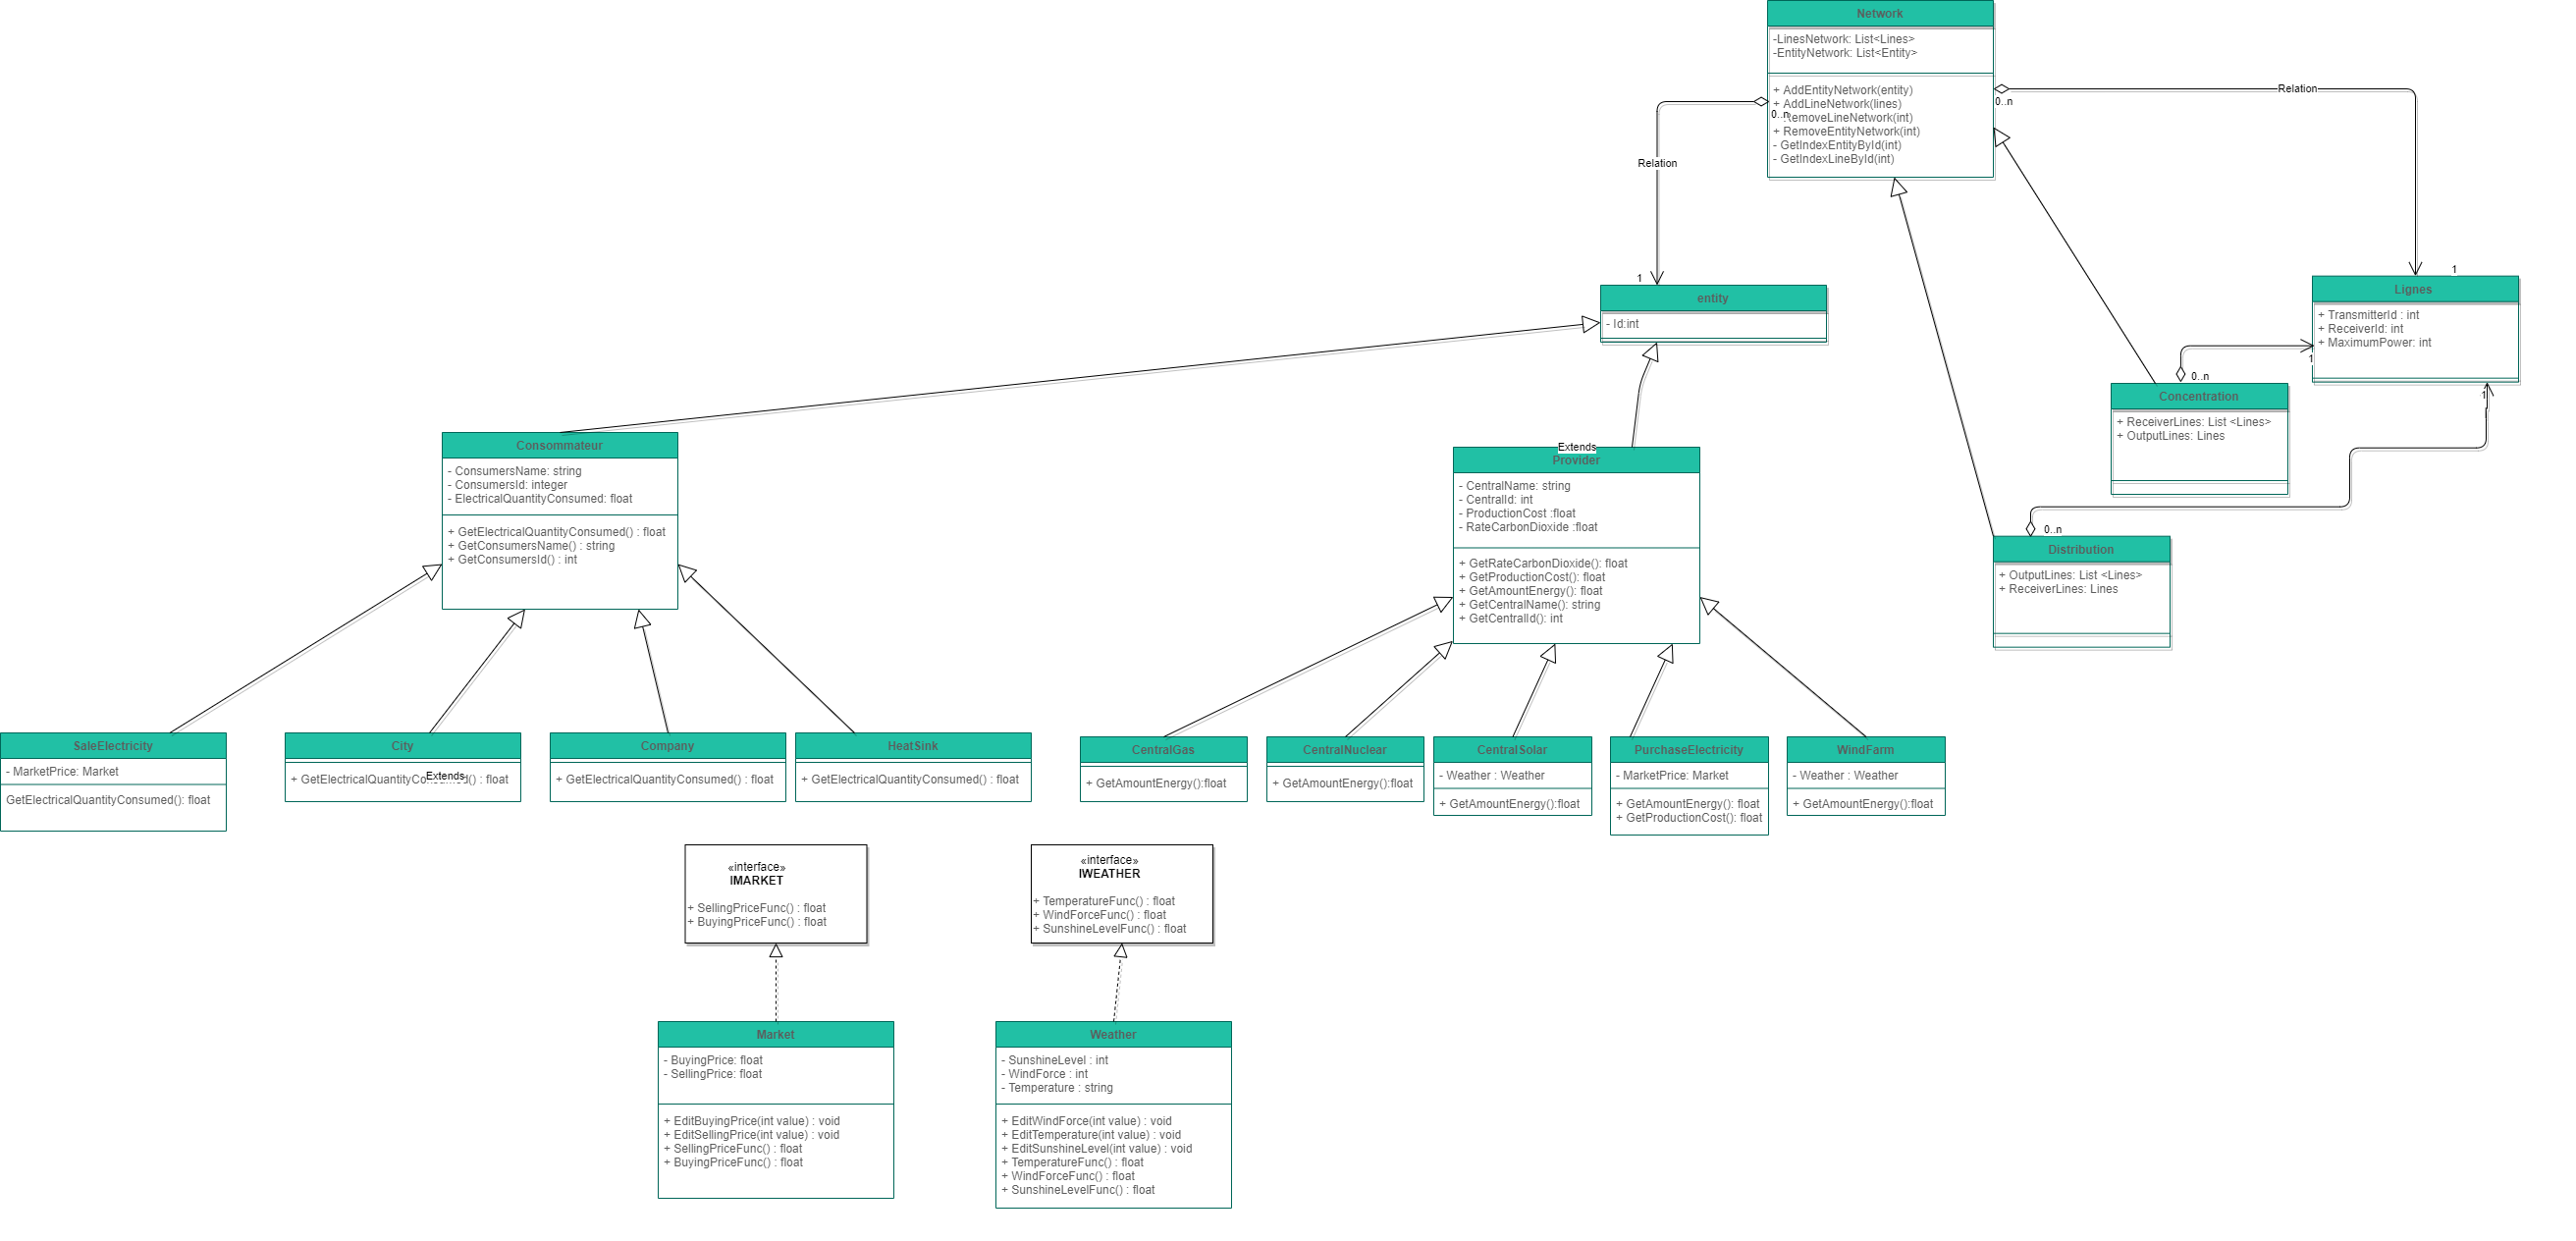 Network
-LinesNetwork: List<Lines>
-EntityNetwork: List<Entity>
+ AddEntityNetwork(entity)
+ AddLineNetwork(lines)
RemoveLineNetwork(int)
+ RemoveEntityNetwork(int)
- GetIndexEntityById(int)
- GetIndexLineById(int)
0..n
0..n
Relation
Relation
1
1
entity
- Id:int
Lignes
+ TransmitterId : int
+ ReceiverId: int
+ MaximumPower: int
1
1
0..n
Concentration
+ ReceiverLines: List <Lines>
+ OutputLines: Lines
0..n
Distribution
+ OutputLines: List <Lines>
+ ReceiverLines: Lines
Consommateur
- ConsumersName: string
- ConsumersId: integer
- ElectricalQuantityConsumed: float
+ GetElectricalQuantityConsumed() : float
+ GetConsumersName() : string
+ GetConsumersId() : int
Extends
Provider
- CentralName: string
- CentralId: int
- ProductionCost :float
- RateCarbonDioxide :float
+ GetRateCarbonDioxide(): float
+ GetProductionCost(): float
+ GetAmountEnergy(): float
+ GetCentralName(): string
+ GetCentralId(): int
SaleElectricity
- MarketPrice: Market
GetElectricalQuantityConsumed(): float
City
+ GetElectricalQuantityConsumed() : float
Extends
Company
+ GetElectricalQuantityConsumed() : float
HeatSink
+ GetElectricalQuantityConsumed() : float
CentralGas
+ GetAmountEnergy():float
CentralNuclear
+ GetAmountEnergy():float
CentralSolar
- Weather : Weather
+ GetAmountEnergy():float
PurchaseElectricity
- MarketPrice: Market
+ GetAmountEnergy(): float
+ GetProductionCost(): float
WindFarm
- Weather : Weather
+ GetAmountEnergy():float
«interface»
IMARKET
+ SellingPriceFunc() : float
+ BuyingPriceFunc() : float
«interface»
IWEATHER
+ TemperatureFunc() : float
+ WindForceFunc() : float
+ SunshineLevelFunc() : float
Market
- BuyingPrice: float
- SellingPrice: float
+ EditBuyingPrice(int value) : void
+ EditSellingPrice(int value) : void
+ SellingPriceFunc() : float
+ BuyingPriceFunc() : float
Weather
- SunshineLevel : int
- WindForce : int
- Temperature : string
+ EditWindForce(int value) : void
+ EditTemperature(int value) : void
+ EditSunshineLevel(int value) : void
+ TemperatureFunc() : float
+ WindForceFunc() : float
+ SunshineLevelFunc() : float